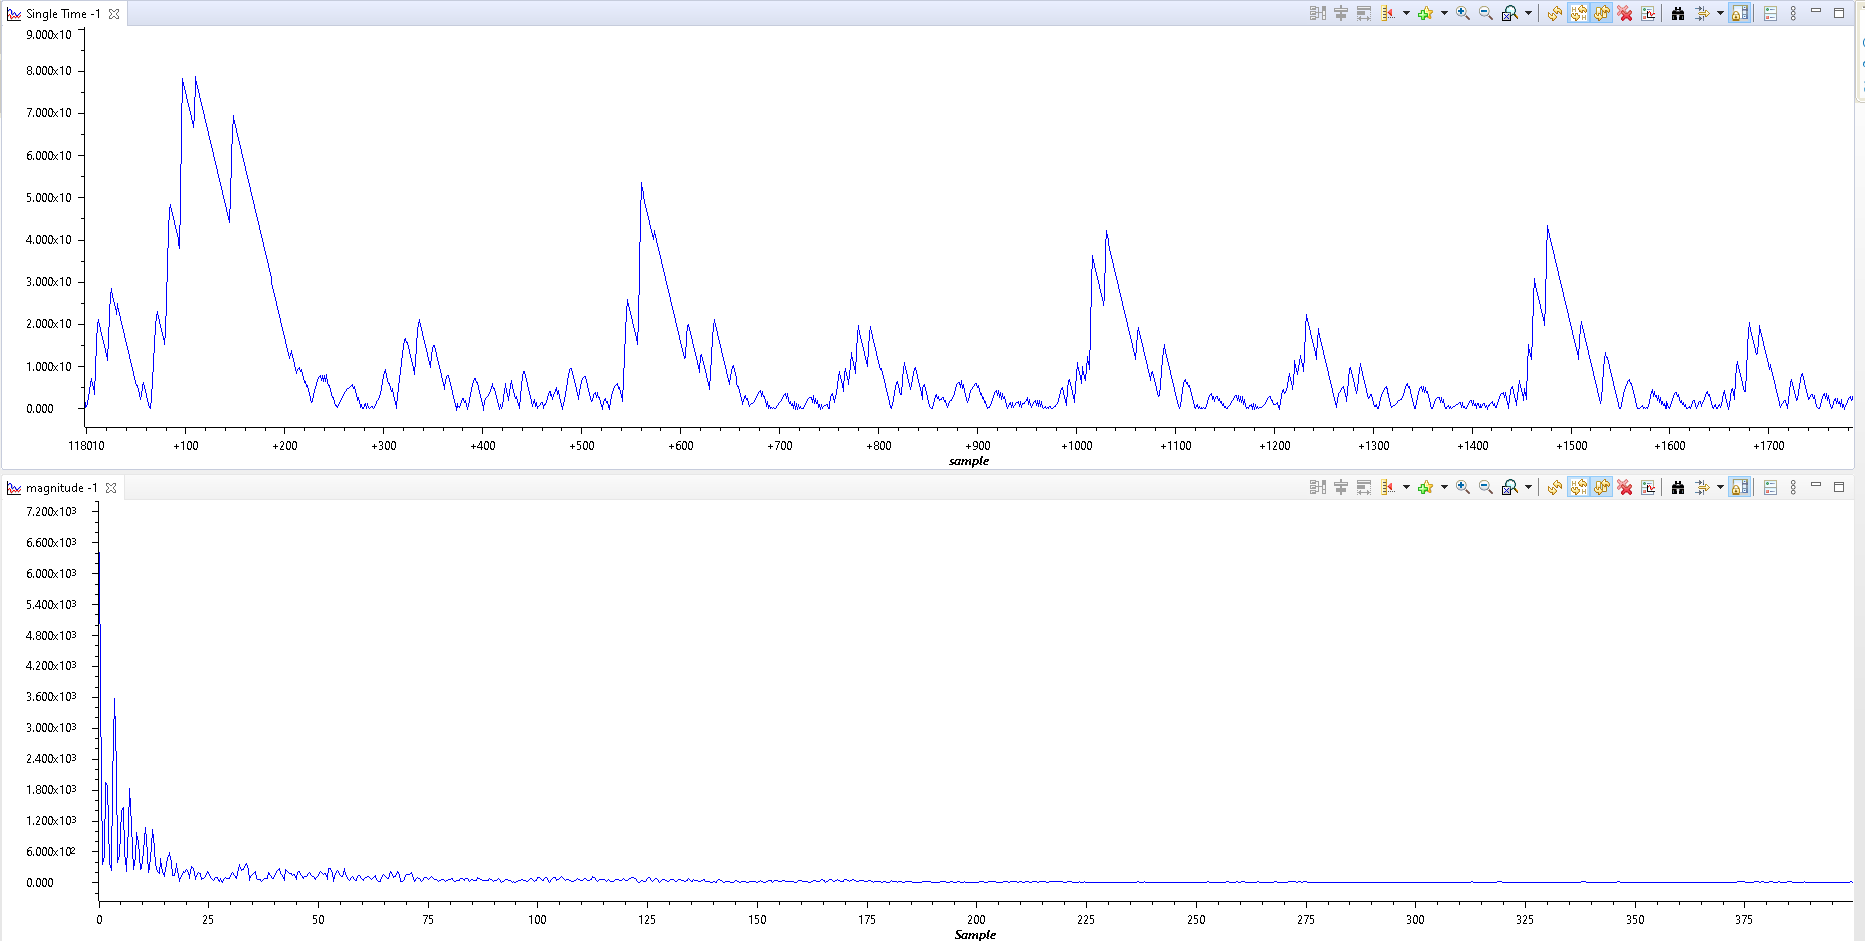 Single Time -1
9.000x10
8.000x10
7.000x10
6.000x10
5.000x10
4.000x10
3.000x10
2.000x10
1.000x10
0.000
118010 +100 +200 +300 +400 +500 +600 +700 +800 +900 +1000 +1100 +1200 +1300 +1400 +1500 +1600 +1700
sample
magnitude -1
7.200x10³
6.600x10³
6.000x10³
5.400x10³
4.800x10³
4.200x10³
3.600x10³
3.000x10³
2.400x10³
1.800x10³
1.200x10³
6.000x10²
0.000
0 25 50 75 100 125 150 175 200 225 250 275 300 325 350 375
Sample